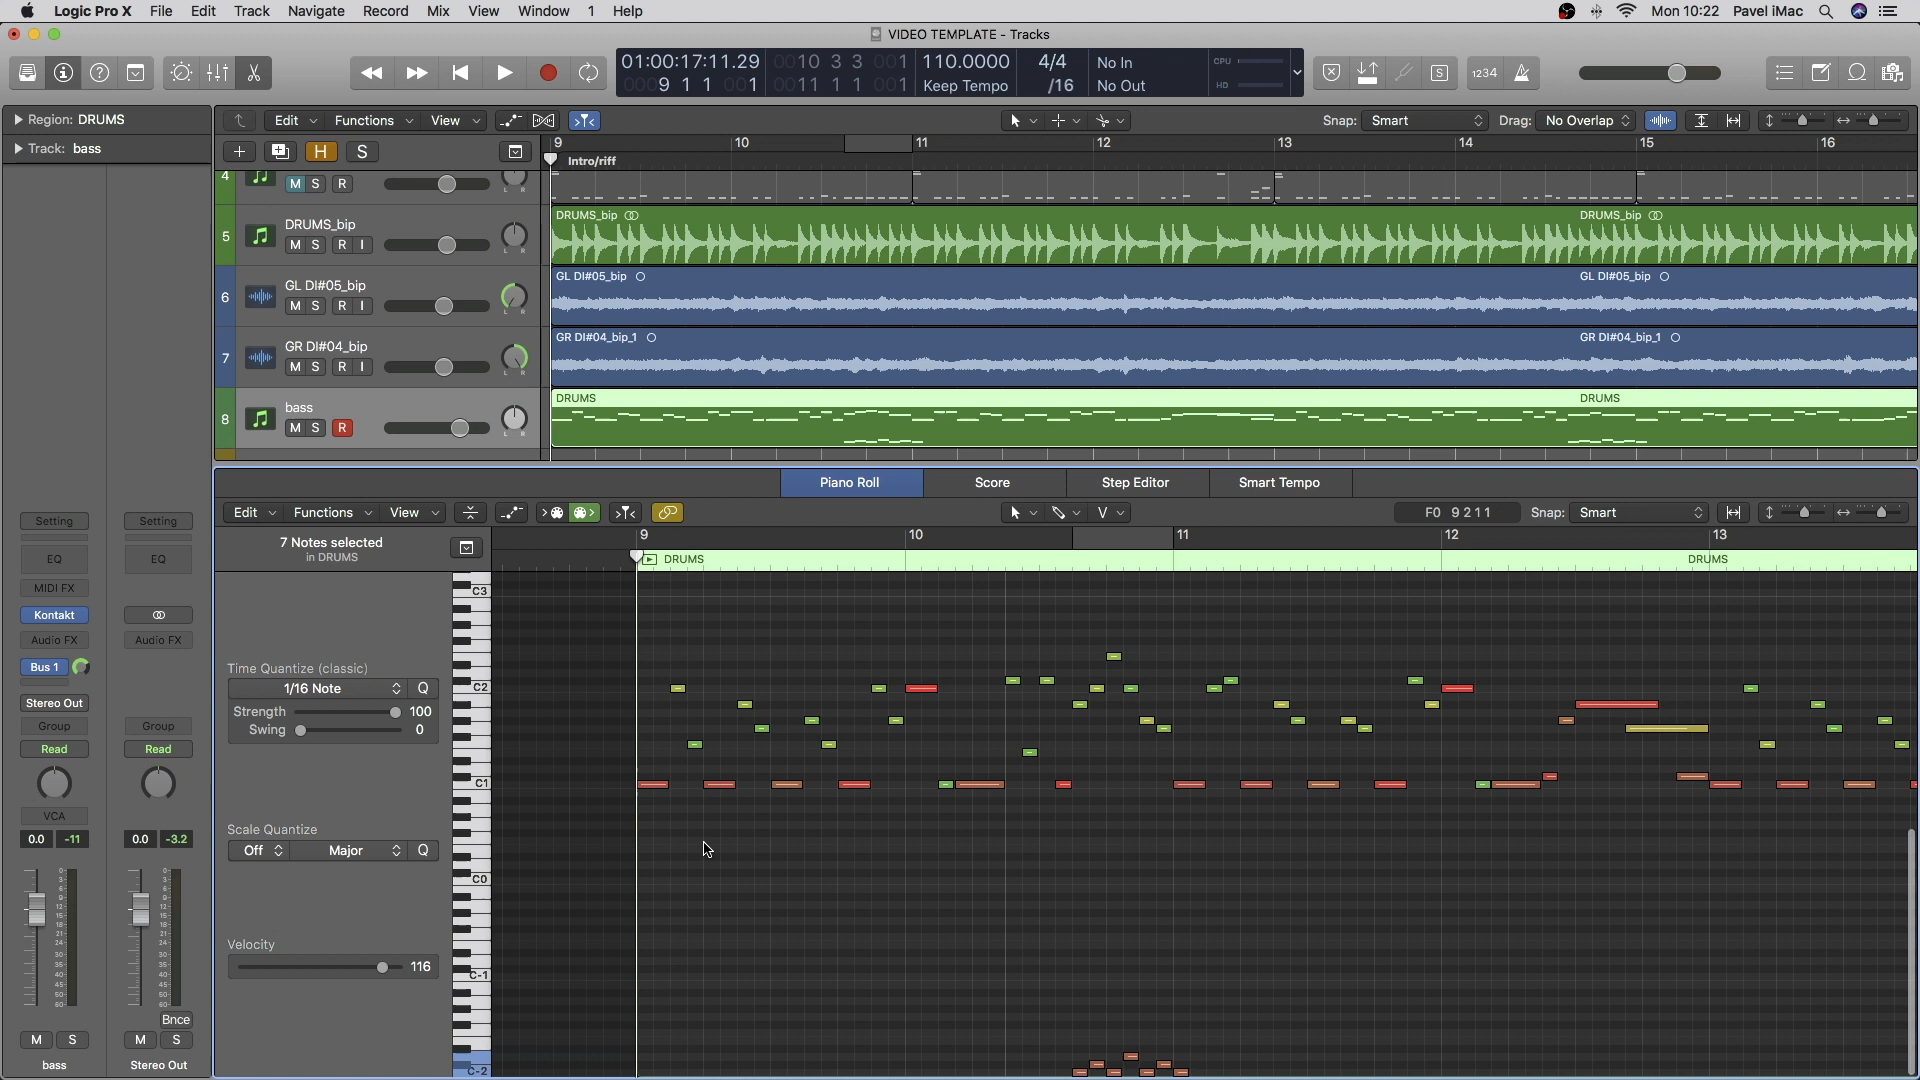 Logic Pro X File Edit Track Navigate Record Mix View Window 1 Help
Mon 10:22 Pavel iMac
VIDEO TEMPLATE - Tracks
01:00:17:11.29 0010 3 3 001 110.0000 4/4 No In
0009 1 1 001 0011 1 1 001 Keep Tempo /16 No Out
CPU
HD
S 1234
Region: DRUMS
Edit Functions View
Snap: Smart Drag: No Overlap
Track: bass
H S
9 10 11 12 13 14 15 16
Intro/riff
4 M S R
L R
5 DRUMS_bip
M S R I
L R
DRUMS_bip DRUMS_bip
6 GL DI#05_bip
M S R I
L R
GL DI#05_bip GL DI#05_bip
7 GR DI#04_bip
M S R I
L R
GR DI#04_bip_1 GR DI#04_bip_1
8 bass
M S R
L R
DRUMS DRUMS
Piano Roll Score Step Editor Smart Tempo
Edit Functions View
V
F0 9 2 1 1 Snap: Smart
7 Notes selected
in DRUMS
9 10 11 12 13
DRUMS DRUMS
Setting Setting
EQ EQ
MIDI FX
Kontakt
Audio FX Audio FX
Bus 1
Stereo Out
Group Group
Read Read
VCA
0.0 -11 0.0 -3.2
Bnce
M S M S
bass Stereo Out
Time Quantize (classic)
1/16 Note Q
Strength 100
Swing 0
Scale Quantize
Off Major Q
Velocity
116
C3
C2
C1
C0
C-1
C-2